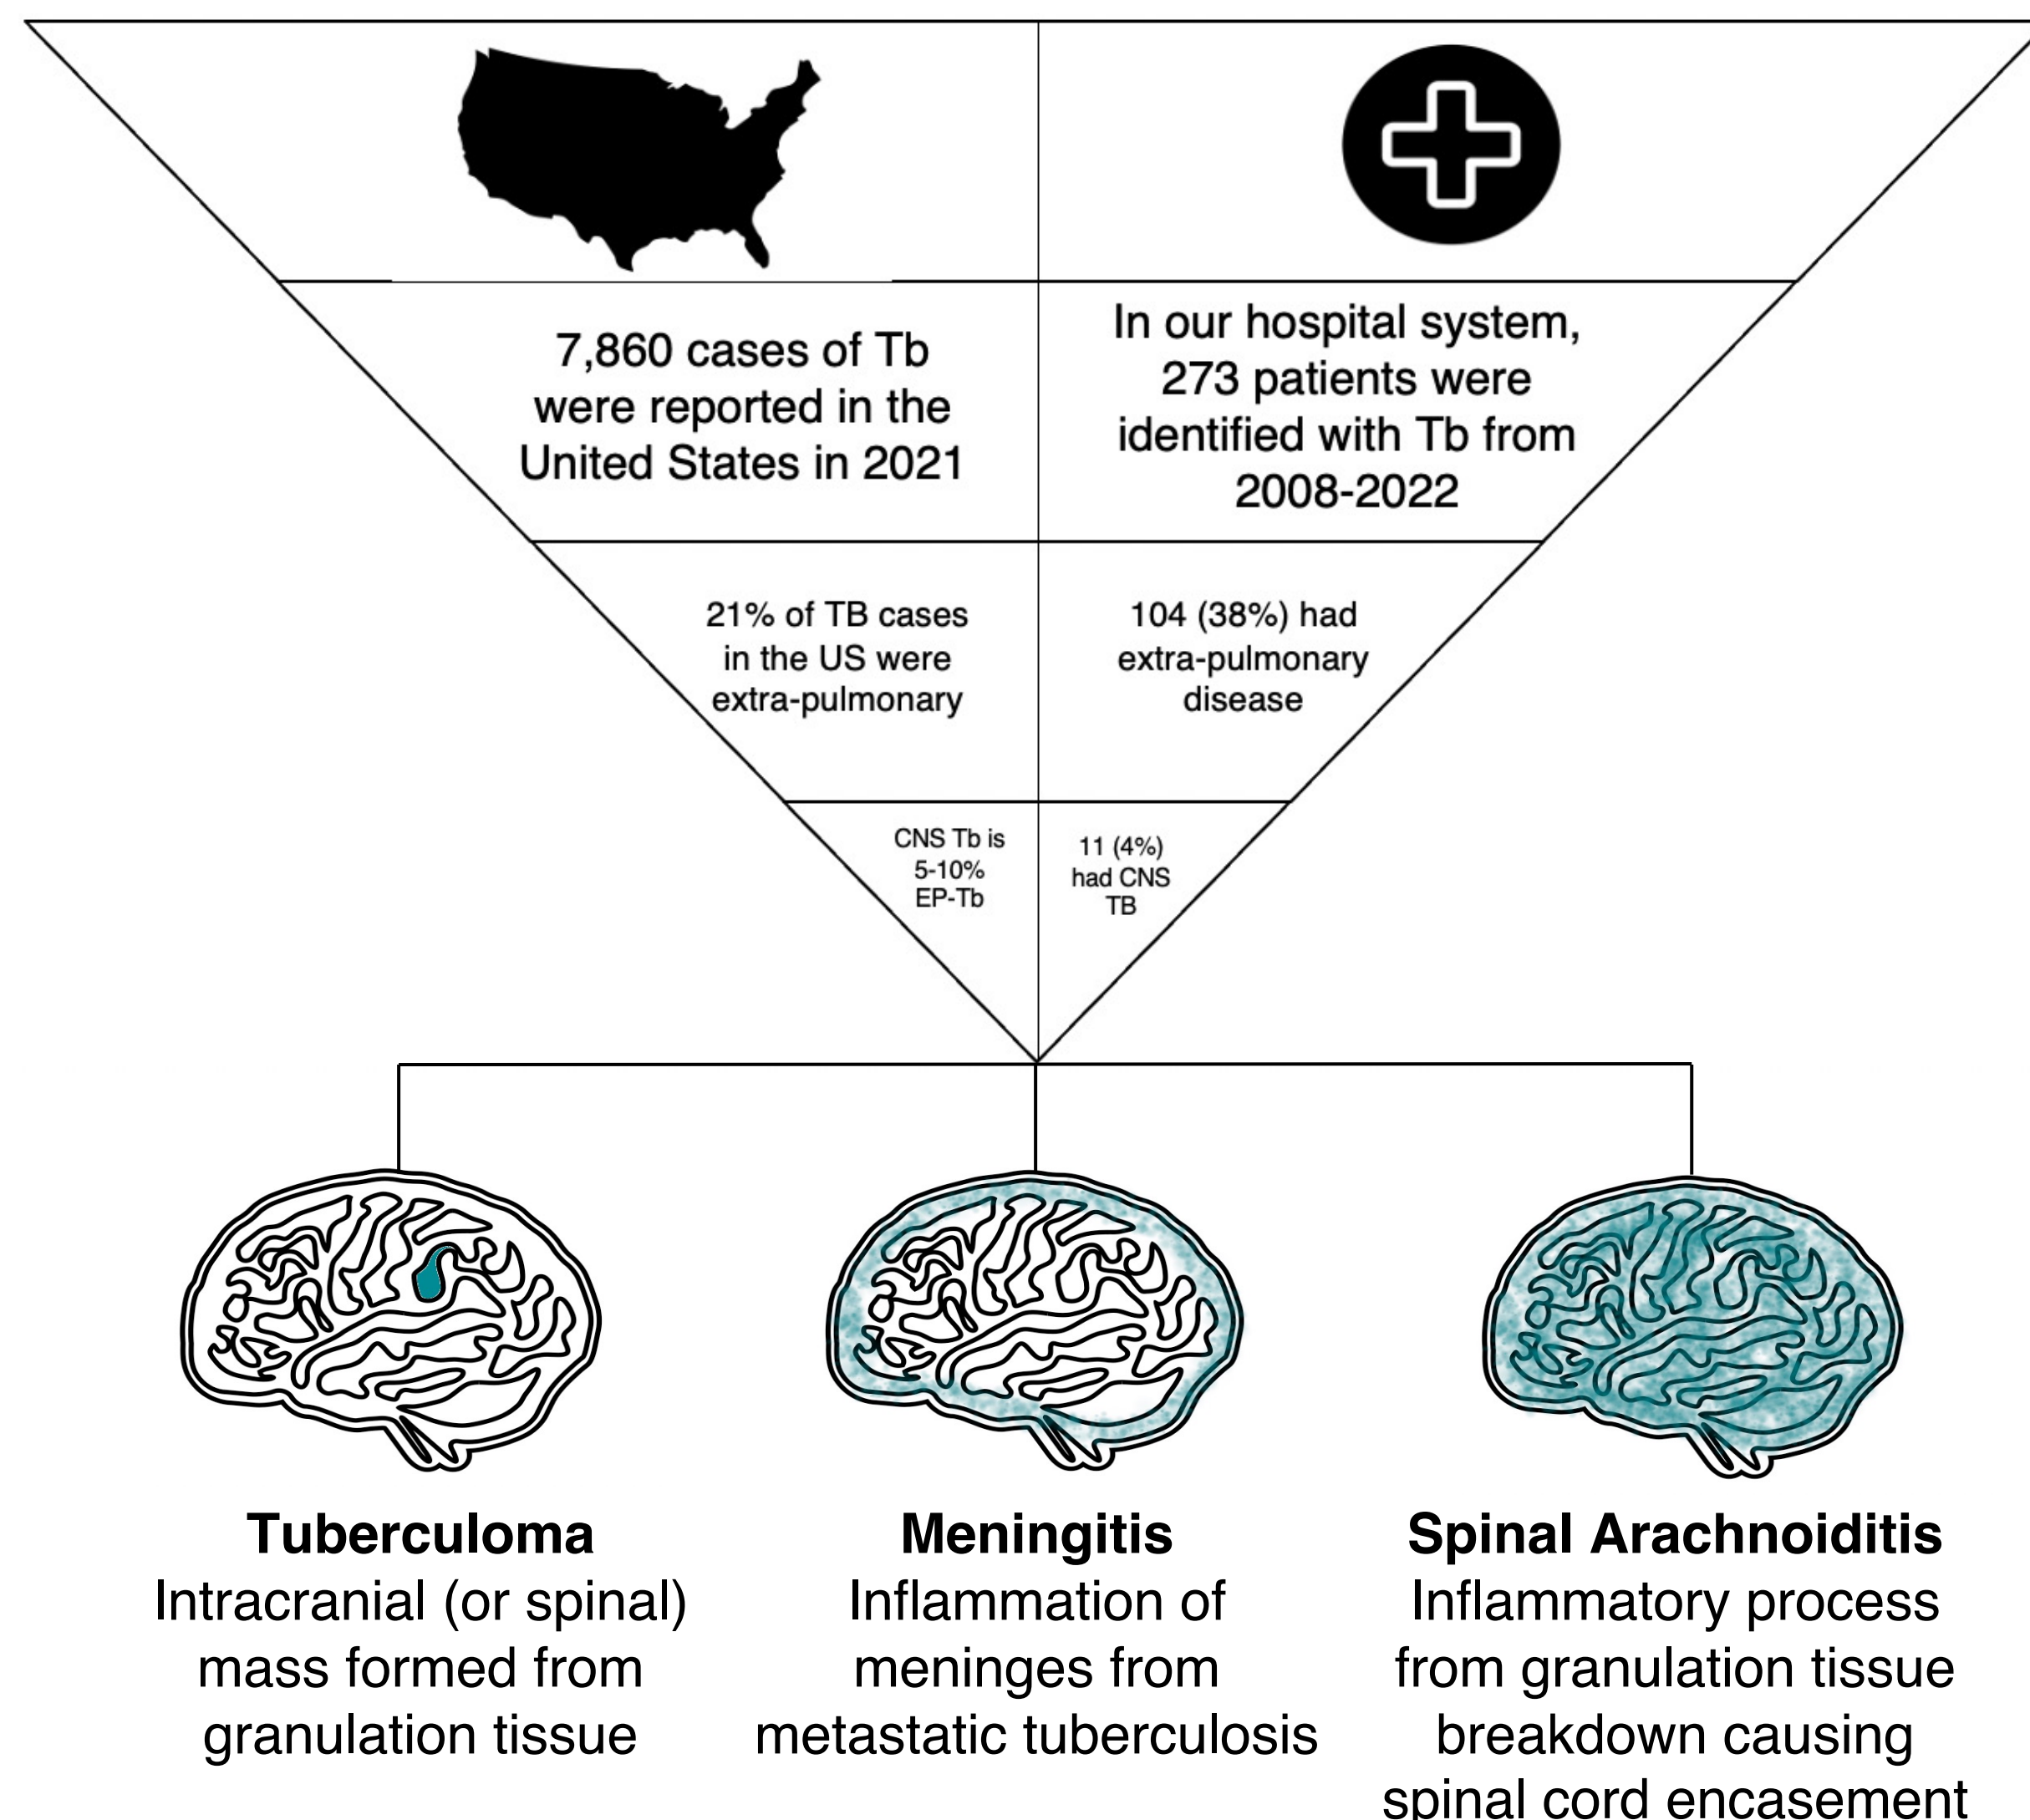 7,860 cases of Tb
were reported in the
United States in 2021
In our hospital system,
273 patients were
identified with Tb from
2008-2022
21% of TB cases
in the US were
extra-pulmonary
104 (38%) had
extra-pulmonary
disease
CNS Tb is
5-10%
EP-Tb
11 (4%)
had CNS
TB
Tuberculoma
Intracranial (or spinal)
mass formed from
granulation tissue
Meningitis
Inflammation of
meninges from
metastatic tuberculosis
Spinal Arachnoiditis
Inflammatory process
from granulation tissue
breakdown causing
spinal cord encasement